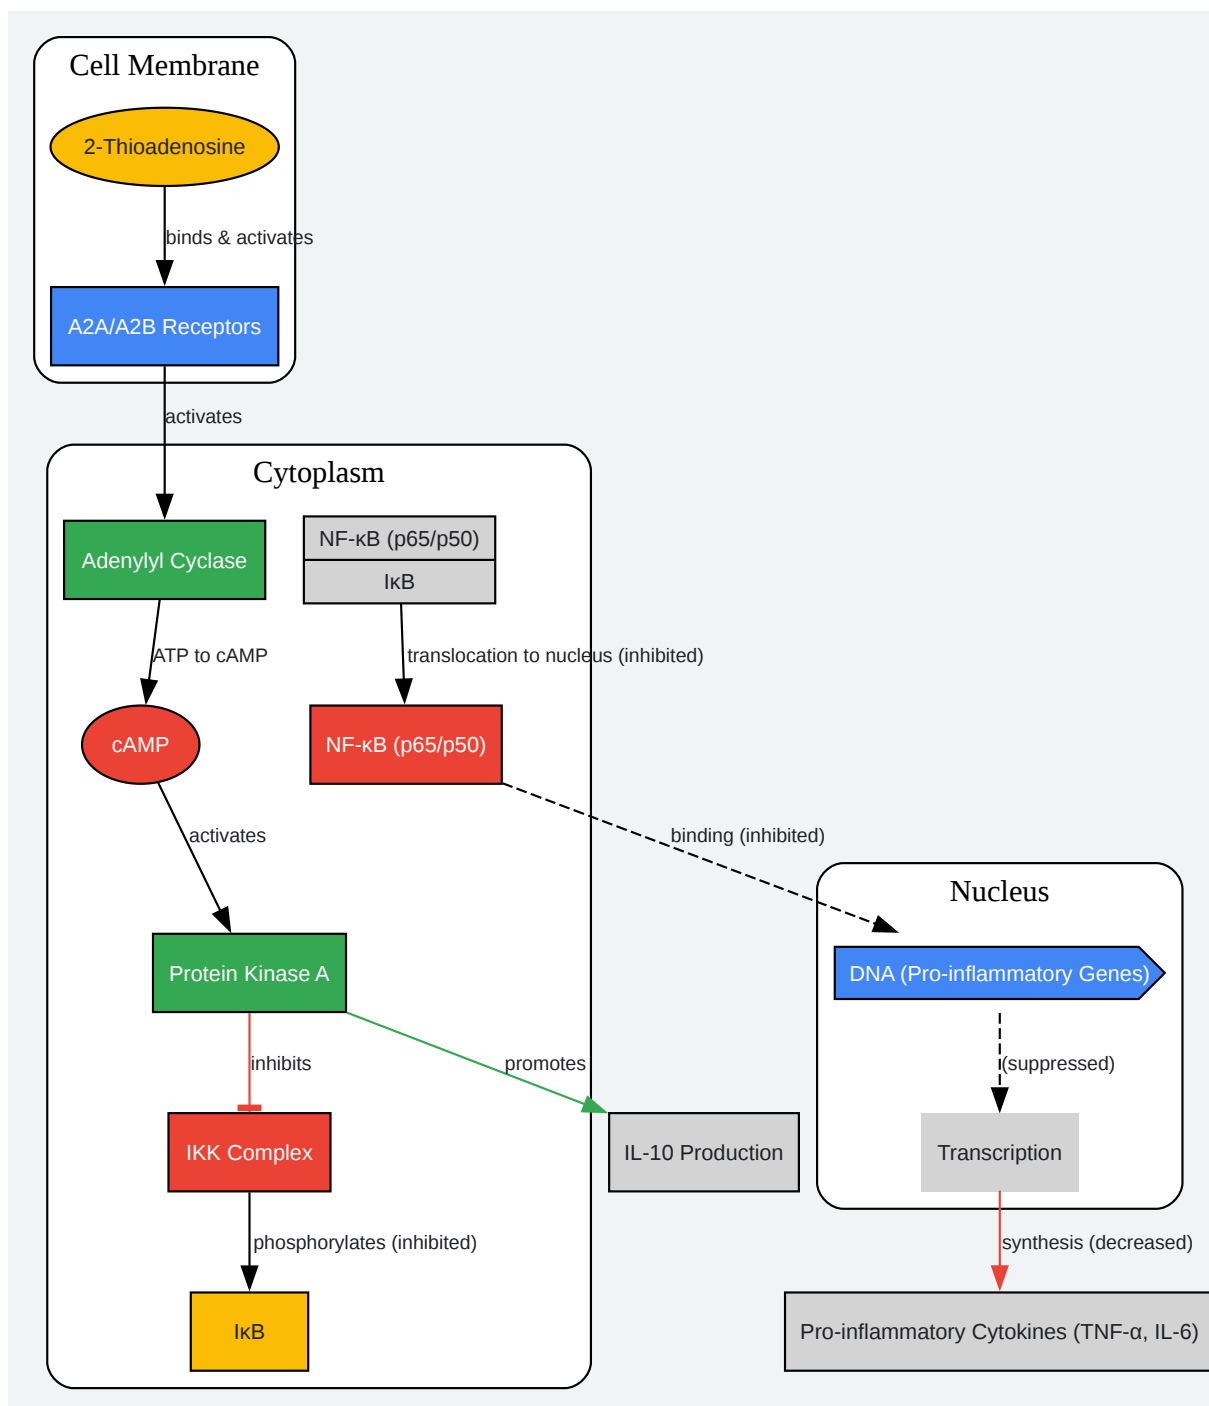 Cell Membrane
2-Thioadenosine
binds & activates
A2A/A2B Receptors
activates
Cytoplasm
Adenylyl Cyclase
NF-κB (p65/p50)
IκB
ATP to cAMP
translocation to nucleus (inhibited)
cAMP
NF-κB (p65/p50)
activates
binding (inhibited)
Nucleus
Protein Kinase A
DNA (Pro-inflammatory Genes)
inhibits
promotes
(suppressed)
IKK Complex
IL-10 Production
Transcription
phosphorylates (inhibited)
synthesis (decreased)
IκB
Pro-inflammatory Cytokines (TNF-α, IL-6)